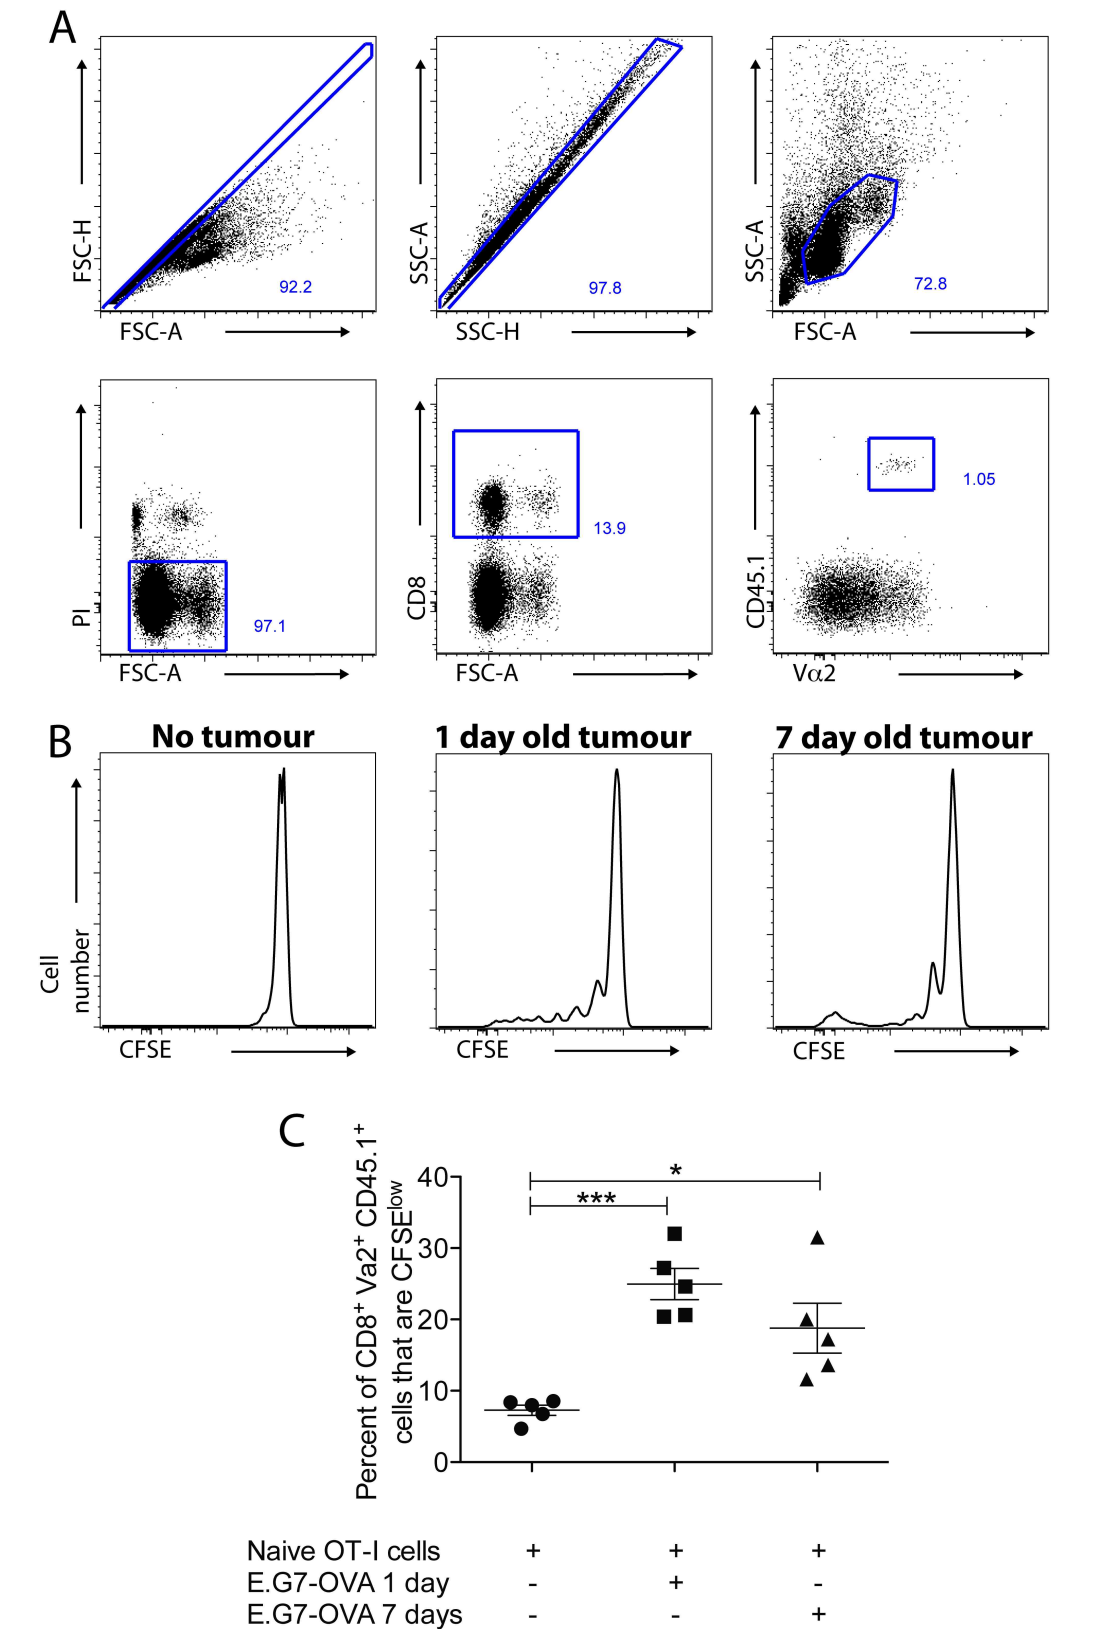 A
FSC-H
92.2
FSC-A
SSC-A
97.8
SSC-H
SSC-A
72.8
FSC-A
PI
97.1
FSC-A
CD8
13.9
FSC-A
CD45.1
1.05
Vα2
B
No tumour
1 day old tumour
7 day old tumour
Cell
number
CFSE
CFSE
CFSE
C
Percent of CD8⁺ Va2⁺ CD45.1⁺
cells that are CFSEˡᵒʷ
40
30
20
10
0
*
***
Naive OT-I cells + + +
E.G7-OVA 1 day - + -
E.G7-OVA 7 days - - +